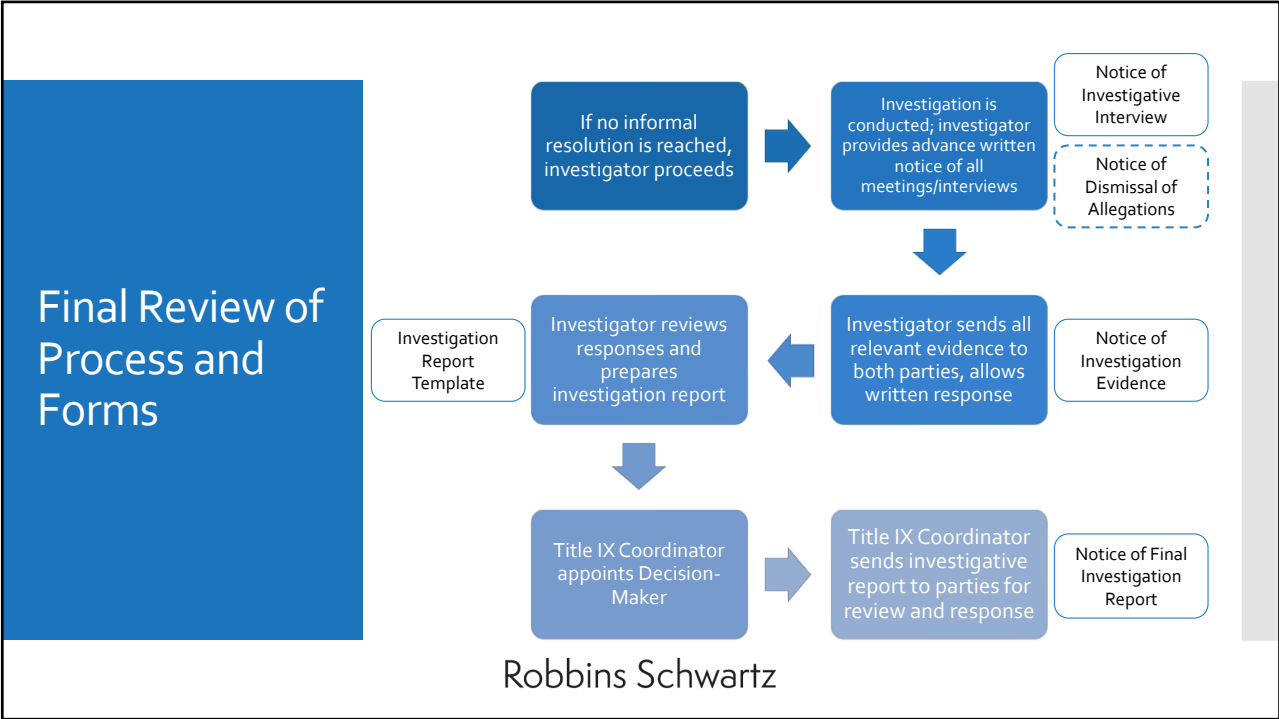 Final Review of
Process and
Forms
If no informal
resolution is reached,
investigator proceeds
Investigation is
conducted; investigator
provides advance written
notice of all
meetings/interviews
Notice of
Investigative
Interview
Notice of
Dismissal of
Allegations
Investigator sends all
relevant evidence to
both parties, allows
written response
Notice of
Investigation
Evidence
Investigator reviews
responses and
prepares
investigation report
Investigation
Report
Template
Title IX Coordinator
appoints Decision-
Maker
Title IX Coordinator
sends investigative
report to parties for
review and response
Notice of Final
Investigation
Report
Robbins Schwartz